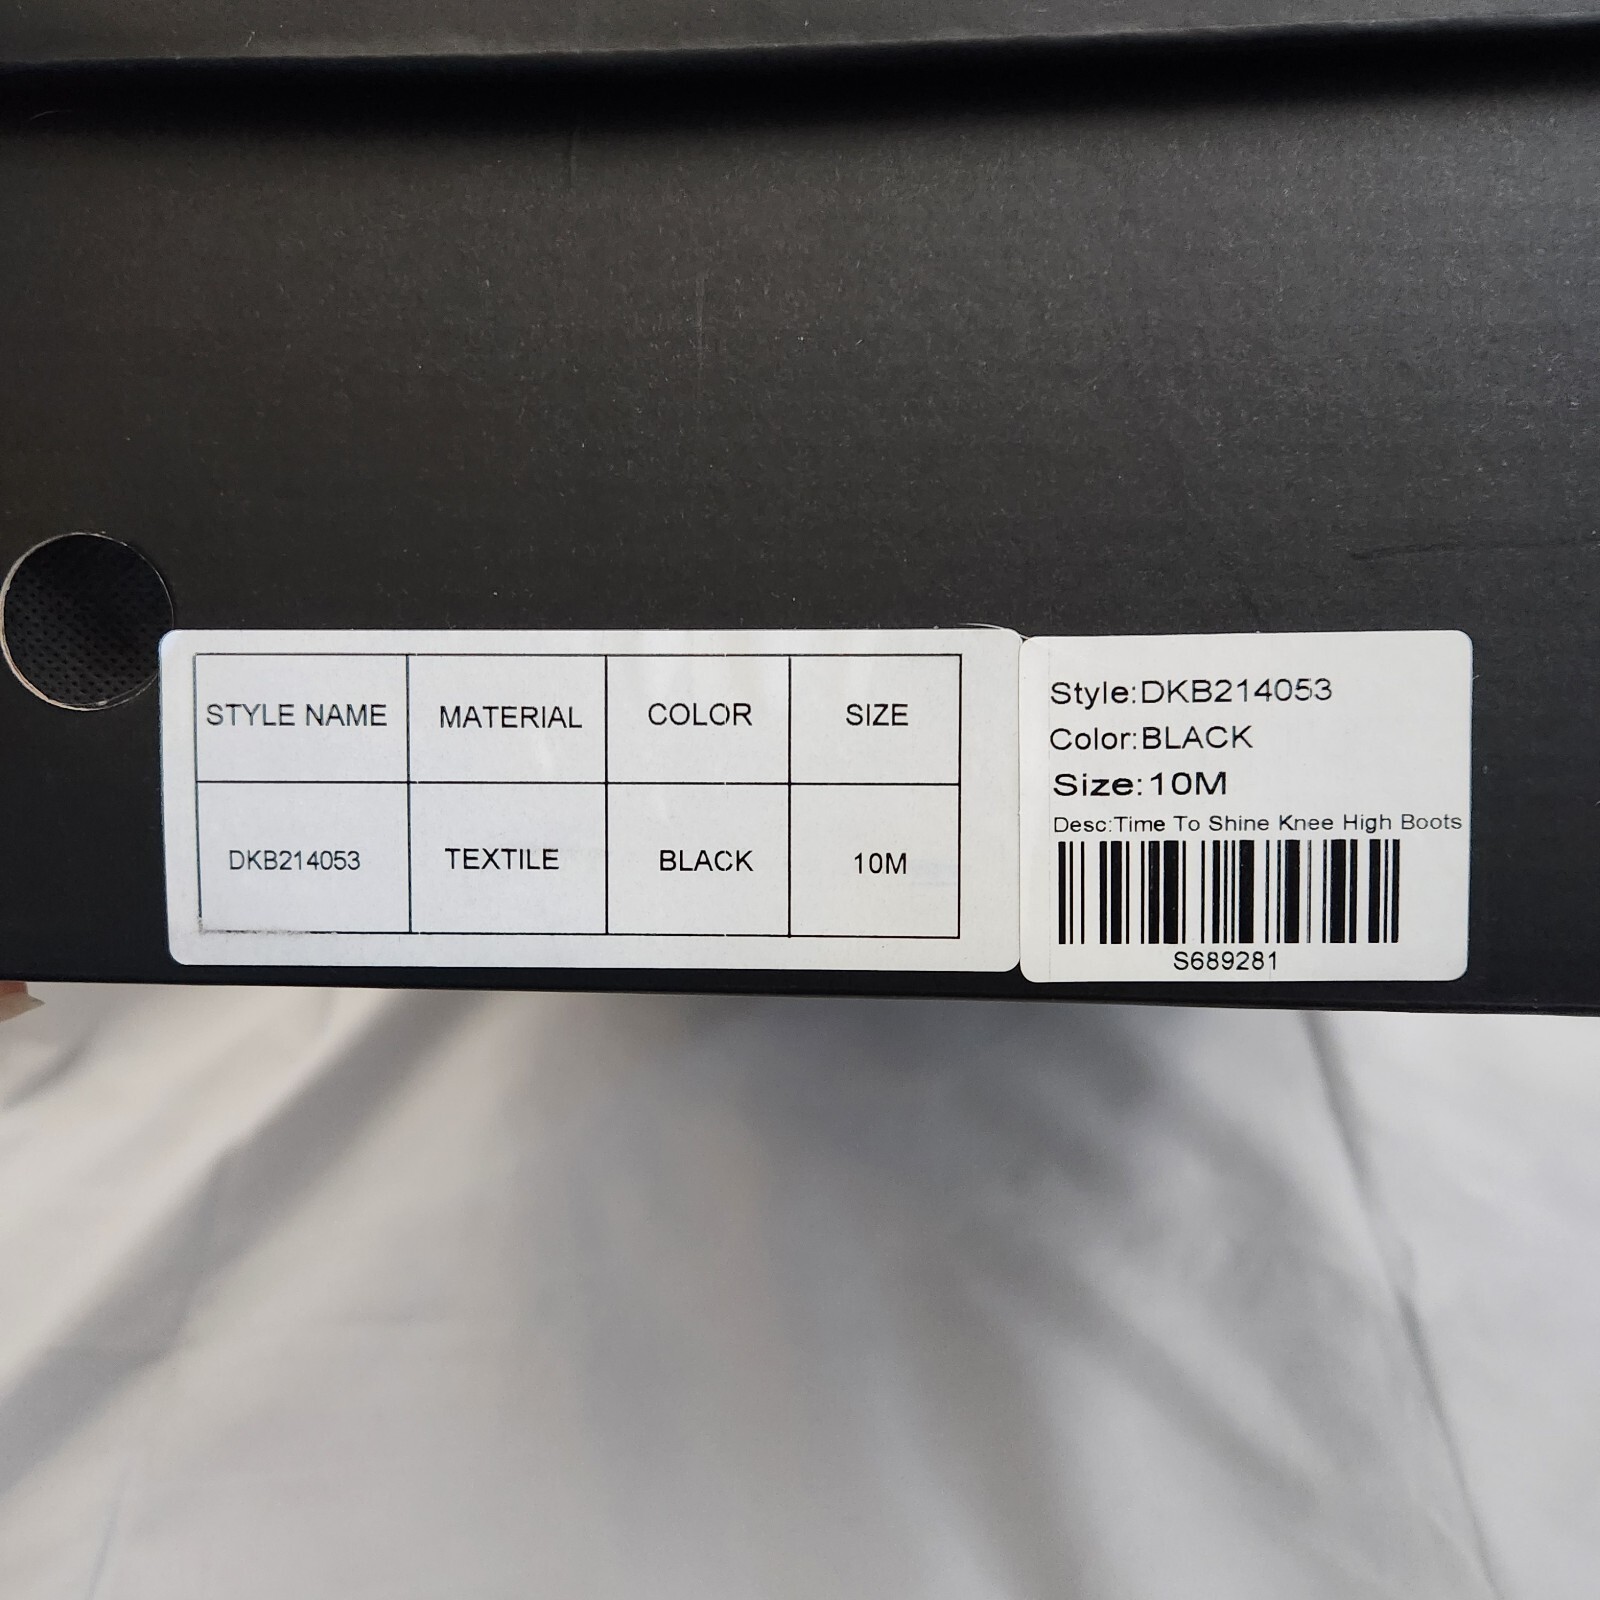 STYLE NAME MATERIAL COLOR SIZE
DKB214053 TEXTILE BLACK 10M
Style:DKB214053
Color:BLACK
Size:10M
Desc:Time To Shine Knee High Boots
S689281